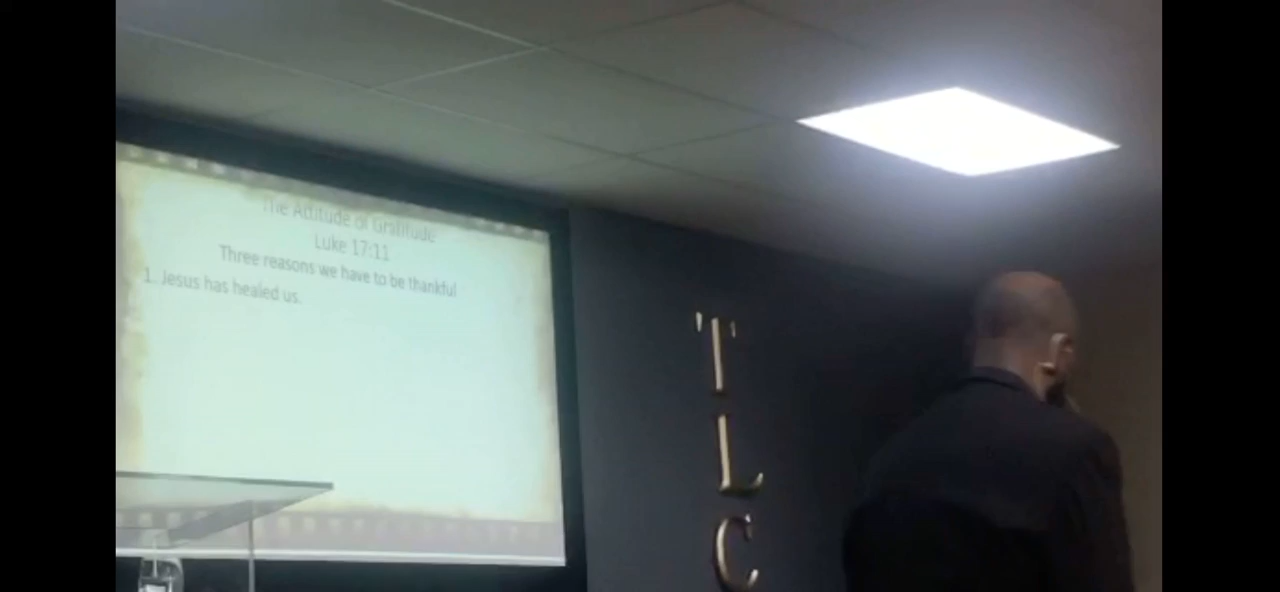 The Attitude of Gratitude
Luke 17:11
Three reasons we have to be thankful
1. Jesus has healed us.
T
L
C